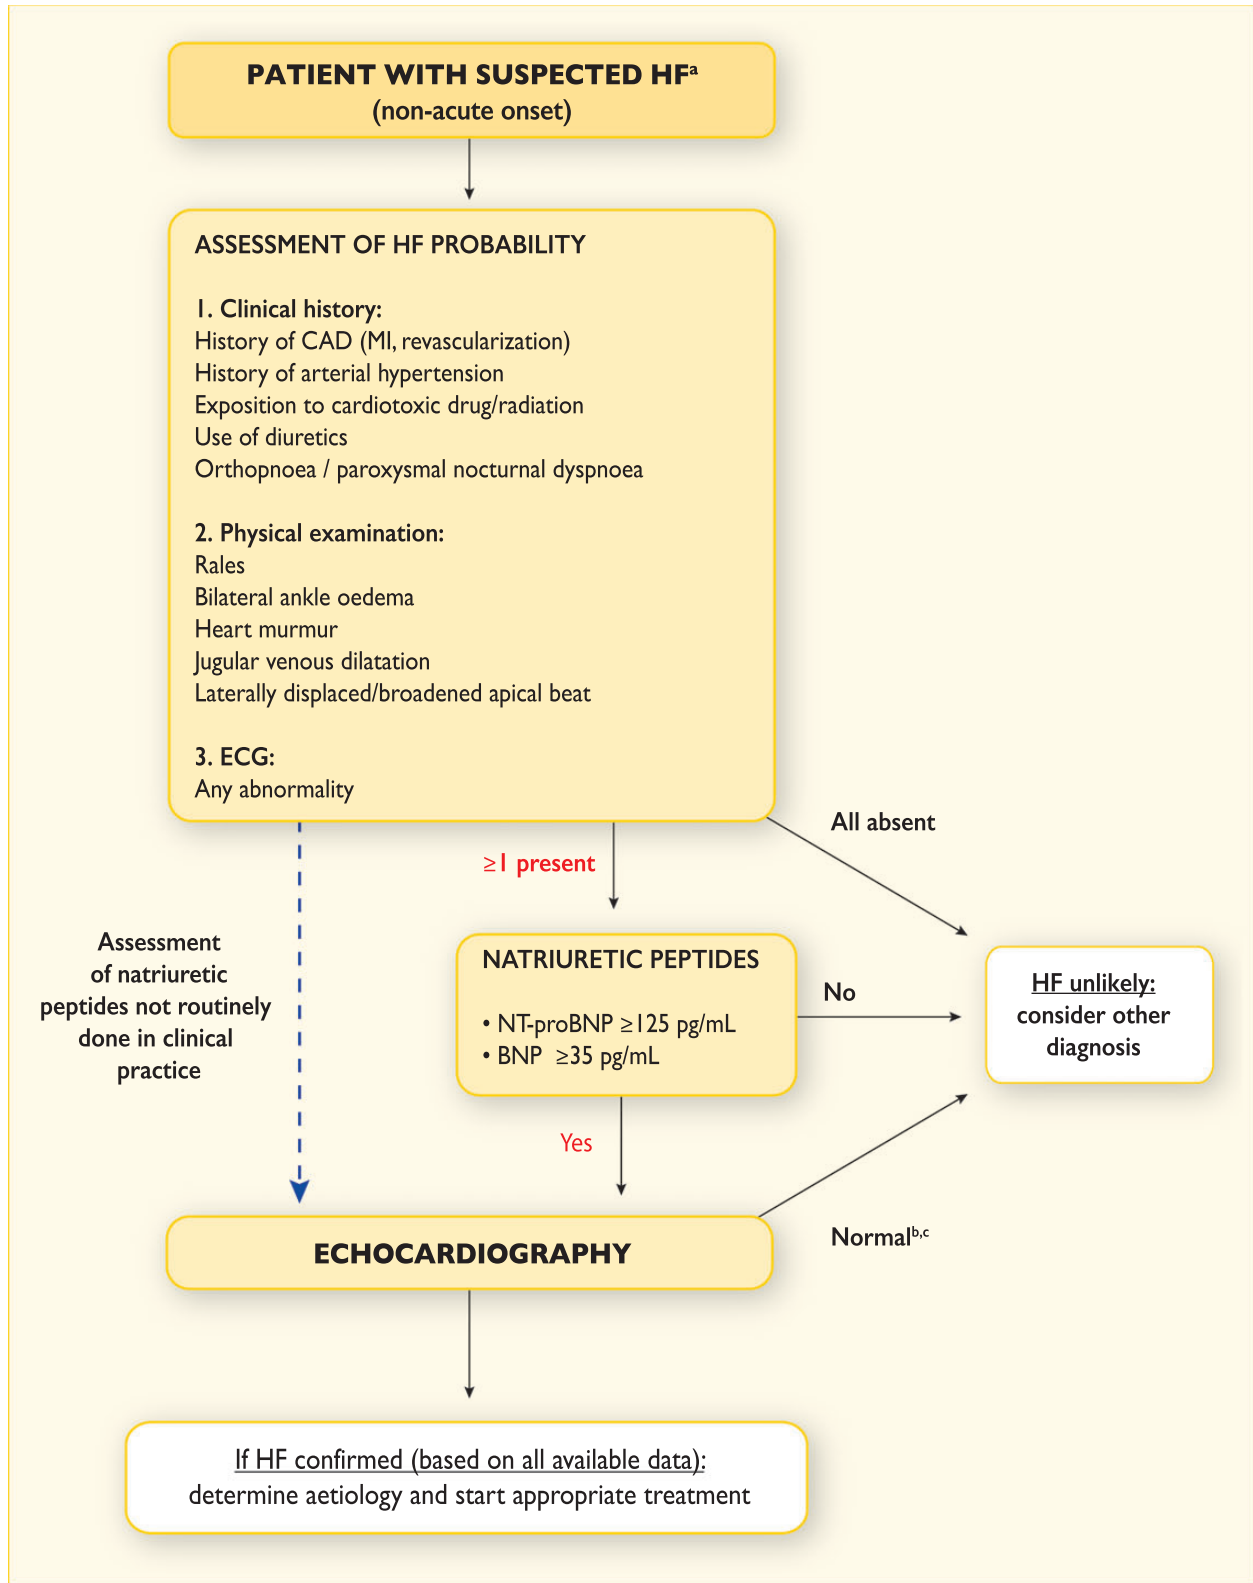 PATIENT WITH SUSPECTED HFᵃ
(non-acute onset)
ASSESSMENT OF HF PROBABILITY
1. Clinical history:
History of CAD (MI, revascularization)
History of arterial hypertension
Exposition to cardiotoxic drug/radiation
Use of diuretics
Orthopnoea / paroxysmal nocturnal dyspnoea
2. Physical examination:
Rales
Bilateral ankle oedema
Heart murmur
Jugular venous dilatation
Laterally displaced/broadened apical beat
3. ECG:
Any abnormality
All absent
≥1 present
Assessment
of natriuretic
peptides not routinely
done in clinical
practice
NATRIURETIC PEPTIDES
• NT-proBNP ≥125 pg/mL
• BNP ≥35 pg/mL
No
HF unlikely:
consider other
diagnosis
Yes
Normalᵇ,ᶜ
ECHOCARDIOGRAPHY
If HF confirmed (based on all available data):
determine aetiology and start appropriate treatment